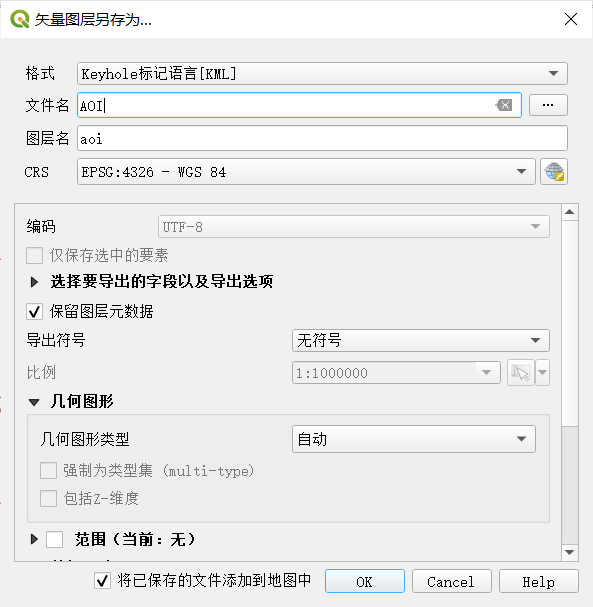 矢量图层另存为...
格式 Keyhole标记语言[KML]
文件名 AOI ...
图层名 aoi
CRS EPSG:4326 - WGS 84
编码 UTF-8
仅保存选中的要素
选择要导出的字段以及导出选项
保留图层元数据
导出符号 无符号
比例 1:1000000
几何图形
几何图形类型 自动
强制为类型集 (multi-type)
包括Z-维度
范围(当前:无)
将已保存的文件添加到地图中 OK Cancel Help